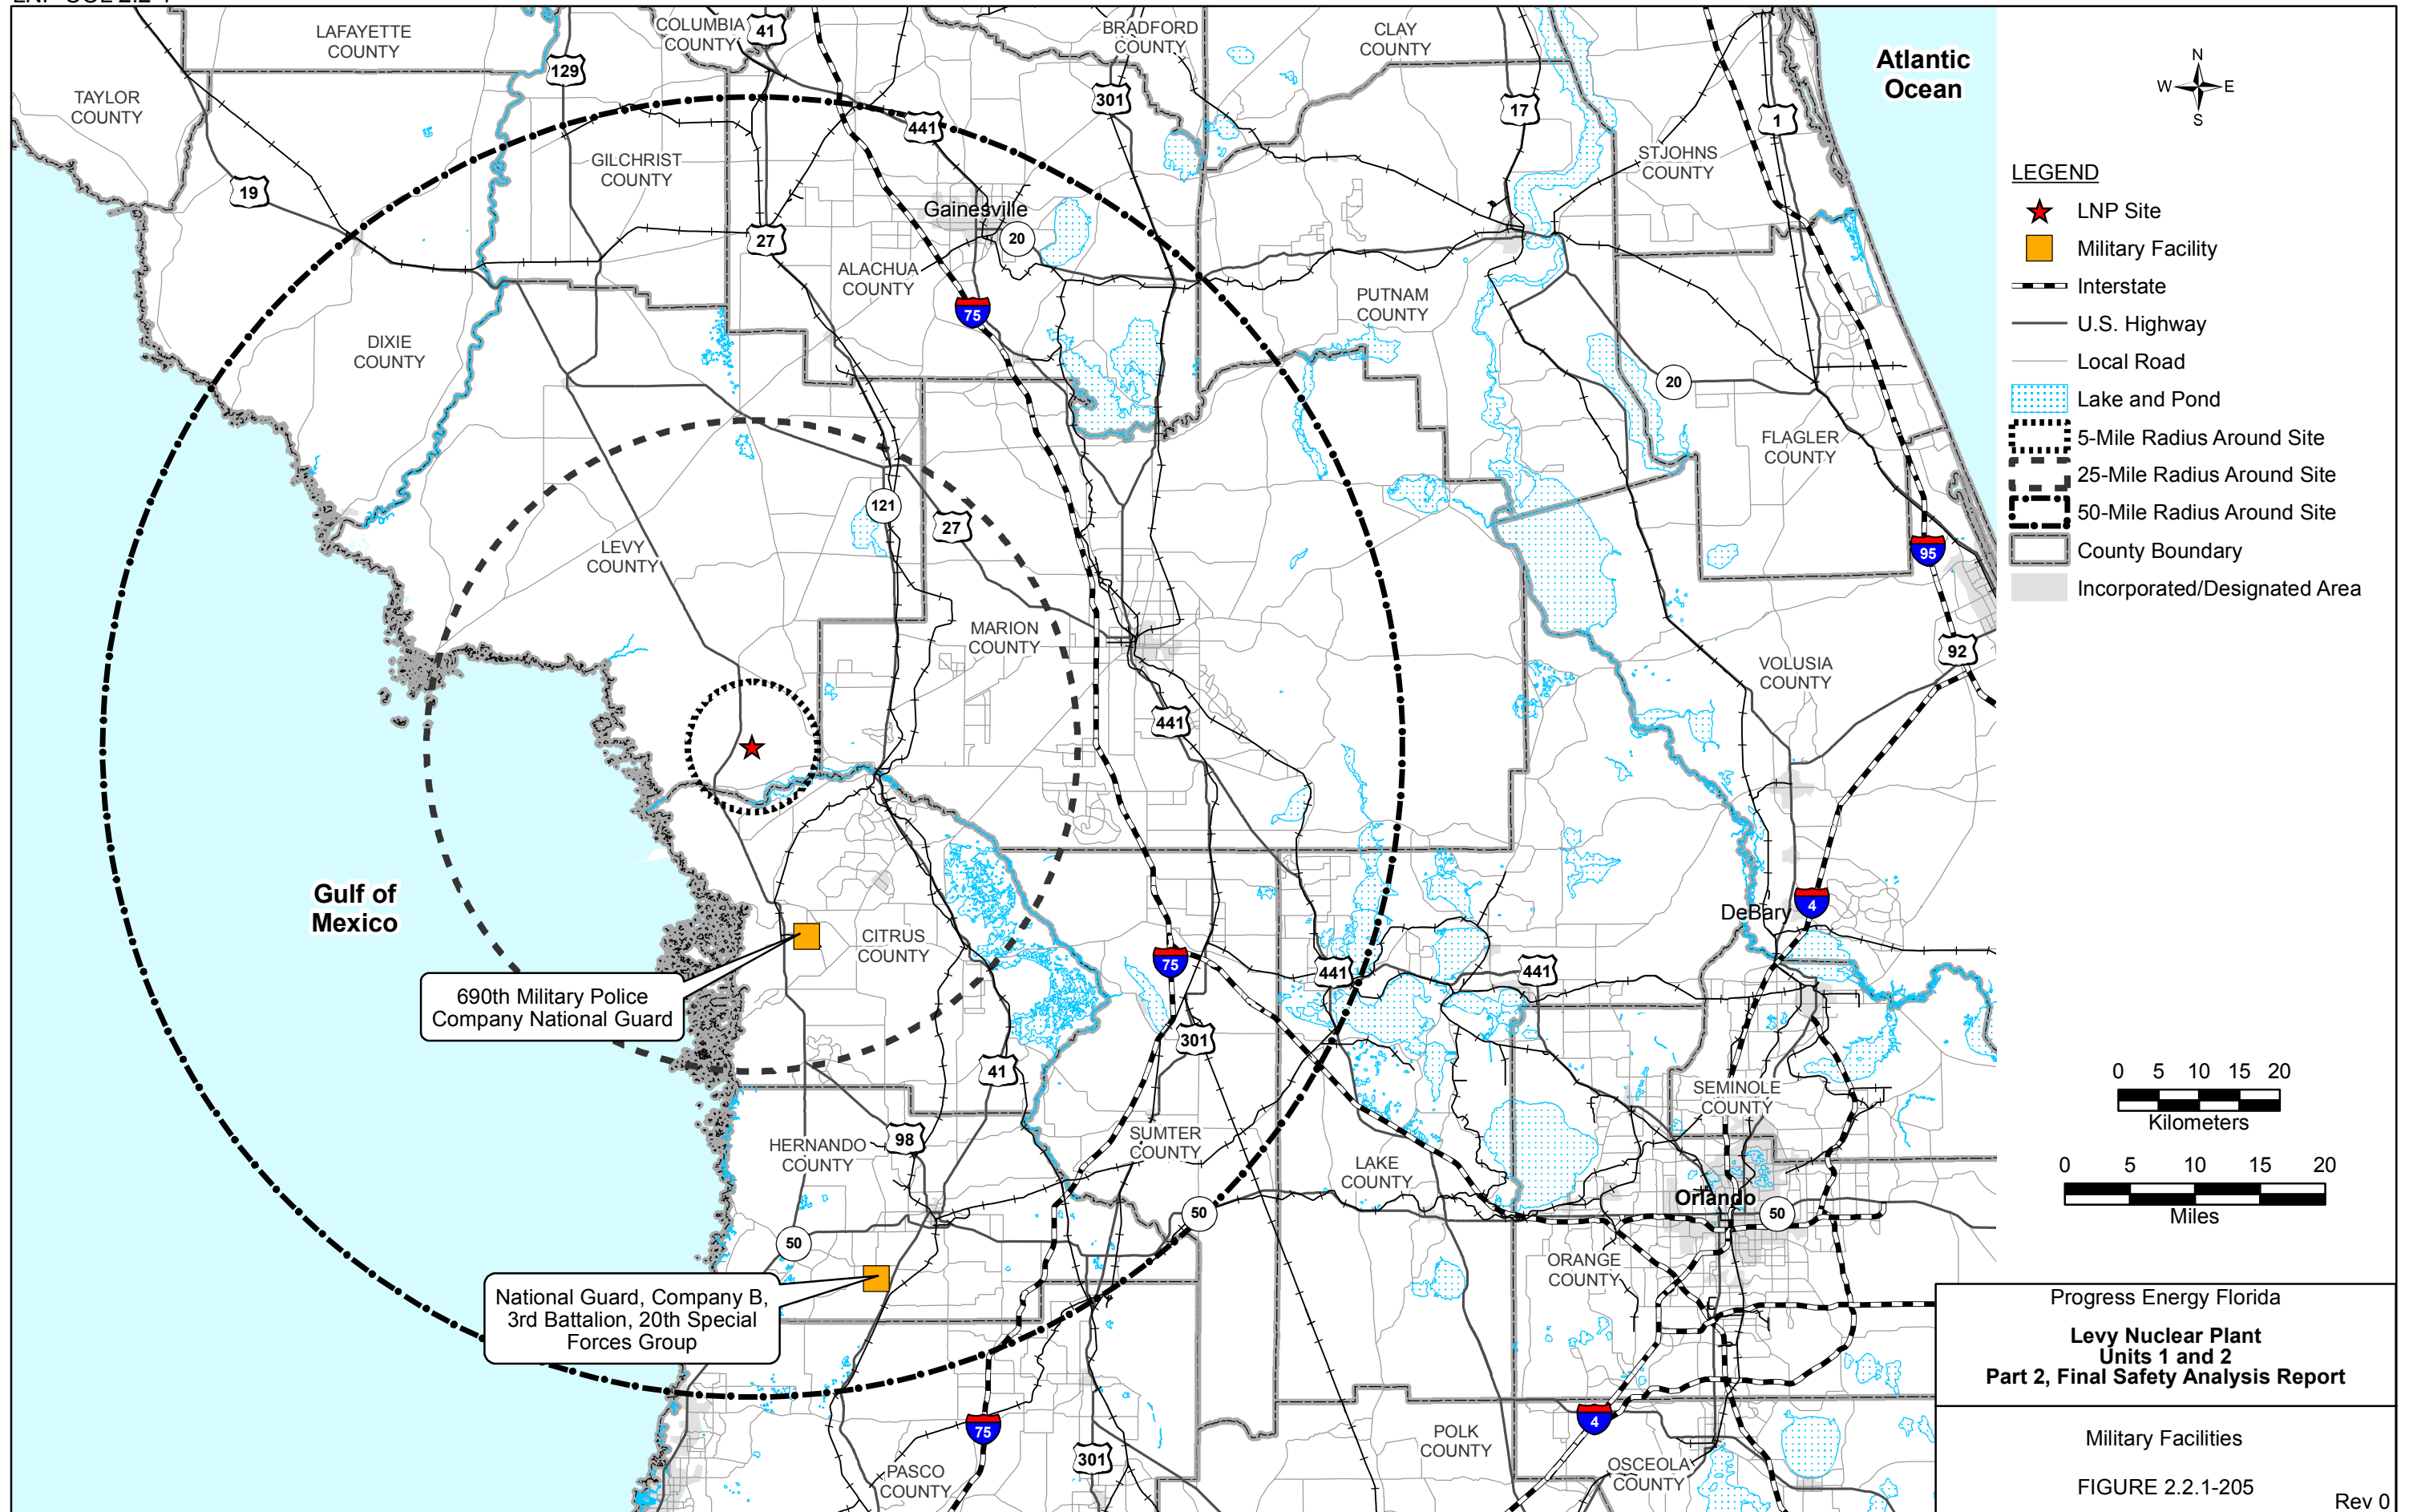 LAFAYETTE
COUNTY
COLUMBIA
COUNTY
41
BRADFORD
COUNTY
CLAY
COUNTY
Atlantic
Ocean
N
W
E
S
129
TAYLOR
COUNTY
301
17
1
441
GILCHRIST
COUNTY
STJOHNS
COUNTY
19
Gainesville
20
27
ALACHUA
COUNTY
75
PUTNAM
COUNTY
DIXIE
COUNTY
20
FLAGLER
COUNTY
121
27
LEVY
COUNTY
95
MARION
COUNTY
92
VOLUSIA
COUNTY
441
Gulf of
Mexico
4
DeBary
CITRUS
COUNTY
75
441
441
690th Military Police
Company National Guard
301
41
SEMINOLE
COUNTY
98
HERNANDO
COUNTY
SUMTER
COUNTY
LAKE
COUNTY
Orlando
50
50
50
ORANGE
COUNTY
National Guard, Company B,
3rd Battalion, 20th Special
Forces Group
4
75
301
POLK
COUNTY
PASCO
COUNTY
OSCEOLA
COUNTY
LEGEND
LNP Site
Military Facility
Interstate
U.S. Highway
Local Road
Lake and Pond
5-Mile Radius Around Site
25-Mile Radius Around Site
50-Mile Radius Around Site
County Boundary
Incorporated/Designated Area
0 5 10 15 20
Kilometers
0 5 10 15 20
Miles
Progress Energy Florida
Levy Nuclear Plant
Units 1 and 2
Part 2, Final Safety Analysis Report
Military Facilities
FIGURE 2.2.1-205
Rev 0